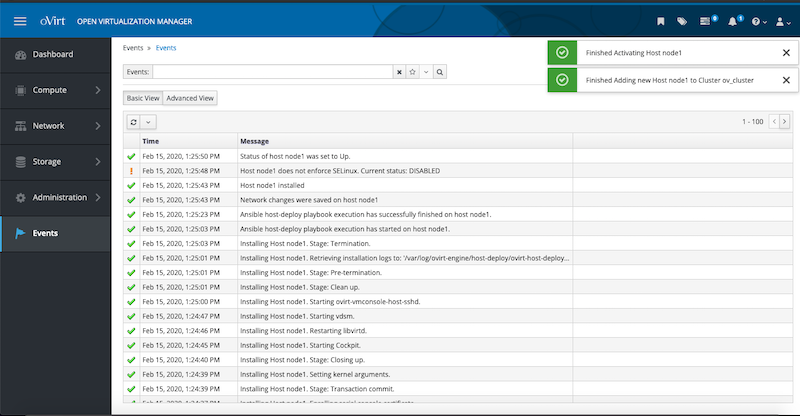 oVirt OPEN VIRTUALIZATION MANAGER
0
1
Dashboard
Compute
Network
Storage
Administration
Events
Events » Events
Events:
Finished Activating Host node1
Finished Adding new Host node1 to Cluster ov_cluster
Basic View Advanced View
1 - 100
Time Message
Feb 15, 2020, 1:25:50 PM Status of host node1 was set to Up.
Feb 15, 2020, 1:25:48 PM Host node1 does not enforce SELinux. Current status: DISABLED
Feb 15, 2020, 1:25:43 PM Host node1 installed
Feb 15, 2020, 1:25:43 PM Network changes were saved on host node1
Feb 15, 2020, 1:25:23 PM Ansible host-deploy playbook execution has successfully finished on host node1.
Feb 15, 2020, 1:25:03 PM Ansible host-deploy playbook execution has started on host node1.
Feb 15, 2020, 1:25:03 PM Installing Host node1. Stage: Termination.
Feb 15, 2020, 1:25:01 PM Installing Host node1. Retrieving installation logs to: '/var/log/ovirt-engine/host-deploy/ovirt-host-deploy...
Feb 15, 2020, 1:25:01 PM Installing Host node1. Stage: Pre-termination.
Feb 15, 2020, 1:25:01 PM Installing Host node1. Stage: Clean up.
Feb 15, 2020, 1:25:00 PM Installing Host node1. Starting ovirt-vmconsole-host-sshd.
Feb 15, 2020, 1:24:47 PM Installing Host node1. Starting vdsm.
Feb 15, 2020, 1:24:46 PM Installing Host node1. Restarting libvirtd.
Feb 15, 2020, 1:24:45 PM Installing Host node1. Starting Cockpit.
Feb 15, 2020, 1:24:40 PM Installing Host node1. Stage: Closing up.
Feb 15, 2020, 1:24:39 PM Installing Host node1. Setting kernel arguments.
Feb 15, 2020, 1:24:39 PM Installing Host node1. Stage: Transaction commit.